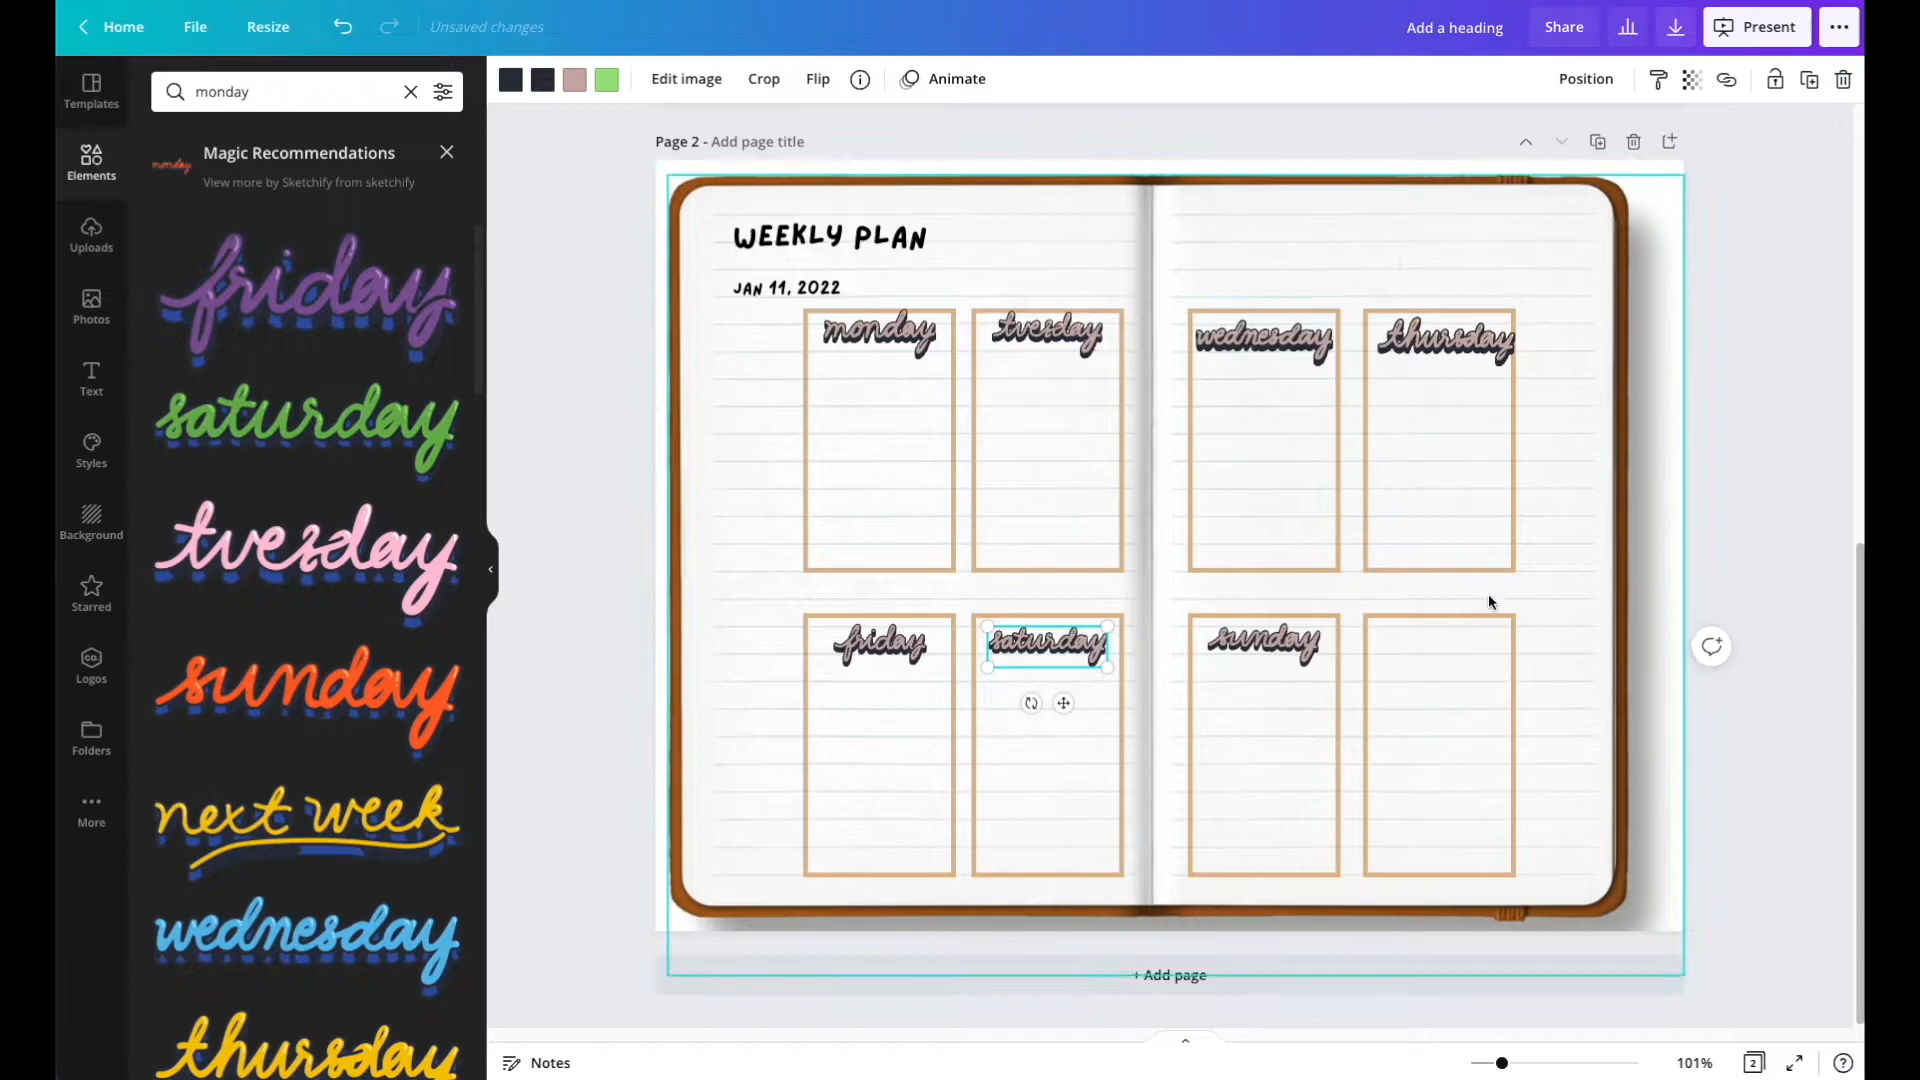 Home File Resize Unsaved changes Add a heading Share Present
Templates
Elements
Uploads
Photos
Text
Styles
Background
Starred
CO.
Logos
Folders
More
monday
monday
Magic Recommendations
View more by Sketchify from sketchify
friday
saturday
tuesday
sunday
next week
wednesday
thursday
Edit image Crop Flip Animate Position
Page 2 - Add page title
WEEKLY PLAN
JAN 11, 2022
monday tuesday wednesday thursday
friday saturday sunday
+ Add page
Notes 101% 2 ?